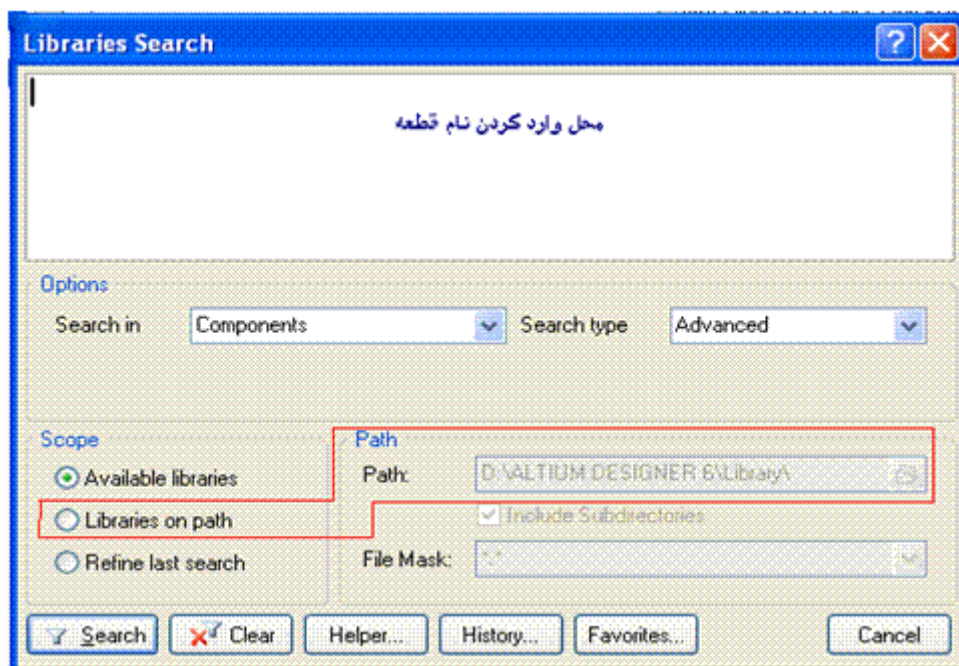 Libraries Search
محل وارد کردن نام قطعه
Options
Search in Components Search type Advanced
Scope
Path
Available libraries
Path: D:\ALTIUM DESIGNER 6\Library\
Libraries on path
Include Subdirectories
Refine last search
File Mask: *.*
Search Clear Helper... History... Favorites... Cancel